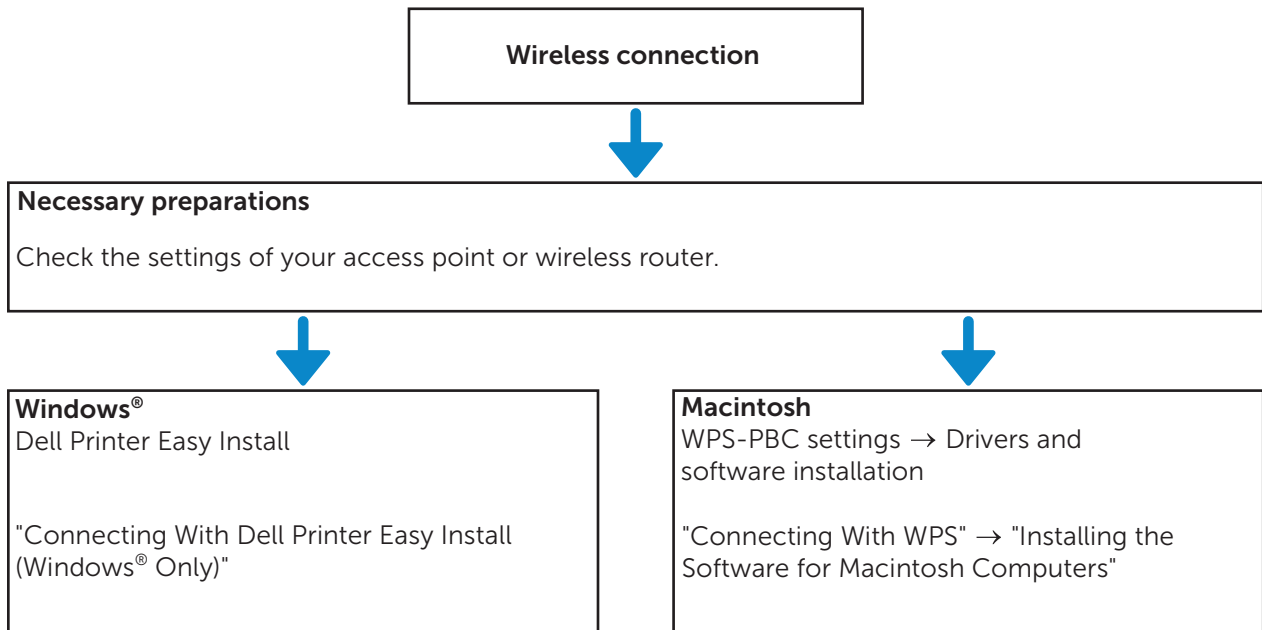 Wireless connection
Necessary preparations
Check the settings of your access point or wireless router.
Windows®
Dell Printer Easy Install
"Connecting With Dell Printer Easy Install
(Windows® Only)"
Macintosh
WPS-PBC settings → Drivers and
software installation
"Connecting With WPS" → "Installing the
Software for Macintosh Computers"